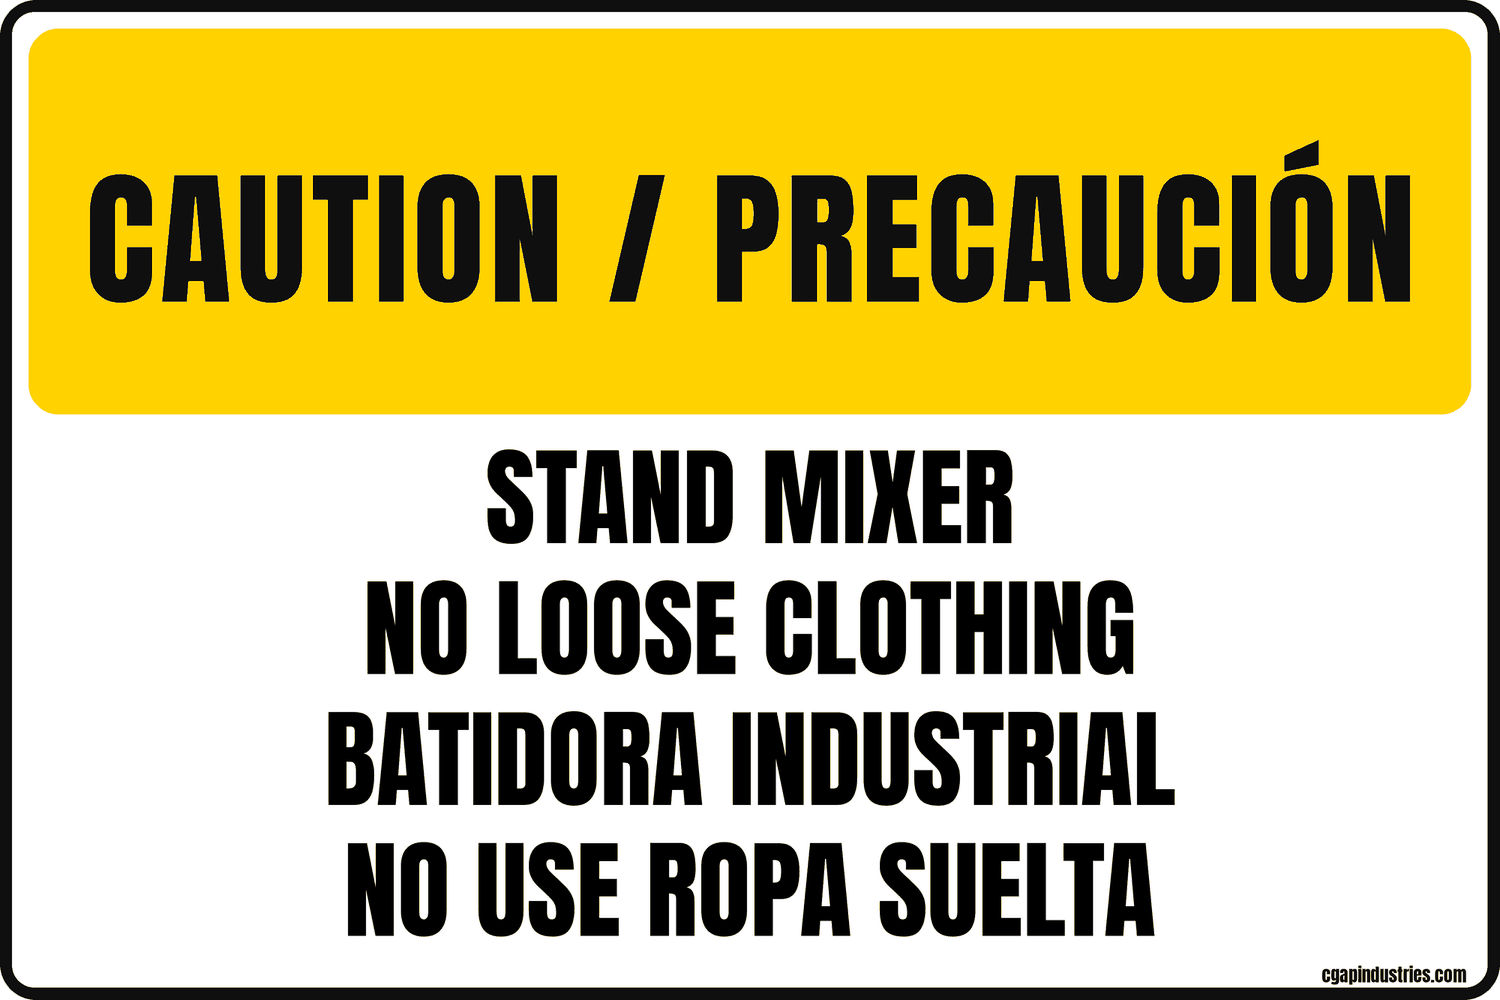 CAUTION / PRECAUCIÓN
STAND MIXER
NO LOOSE CLOTHING
BATIDORA INDUSTRIAL
NO USE ROPA SUELTA
cgapindustries.com